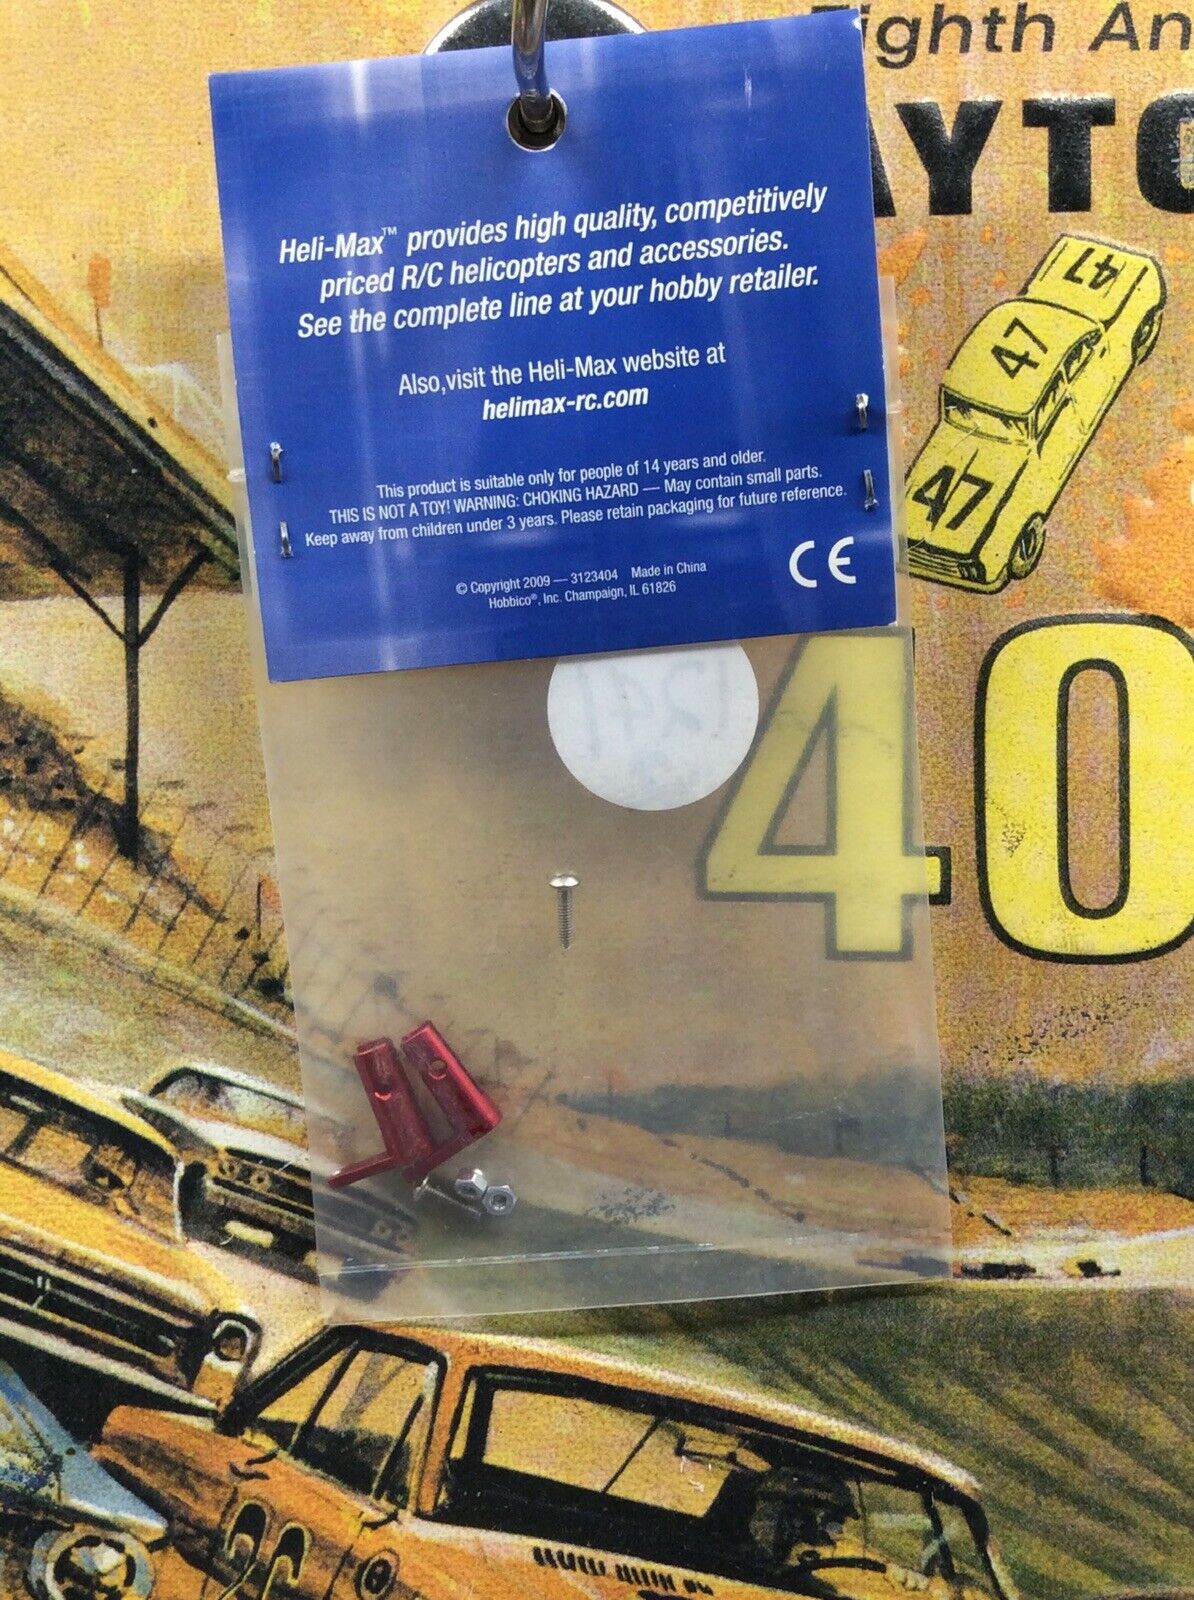 Eighth An
AYTO
47
47
47
Heli-Max™ provides high quality, competitively
priced R/C helicopters and accessories.
See the complete line at your hobby retailer.
Also,visit the Heli-Max website at
helimax-rc.com
This product is suitable only for people of 14 years and older.
THIS IS NOT A TOY! WARNING: CHOKING HAZARD — May contain small parts.
Keep away from children under 3 years. Please retain packaging for future reference.
© Copyright 2009 — 3123404 Made in China
Hobbico®, Inc. Champaign, IL 61826
CE
1241
40
26